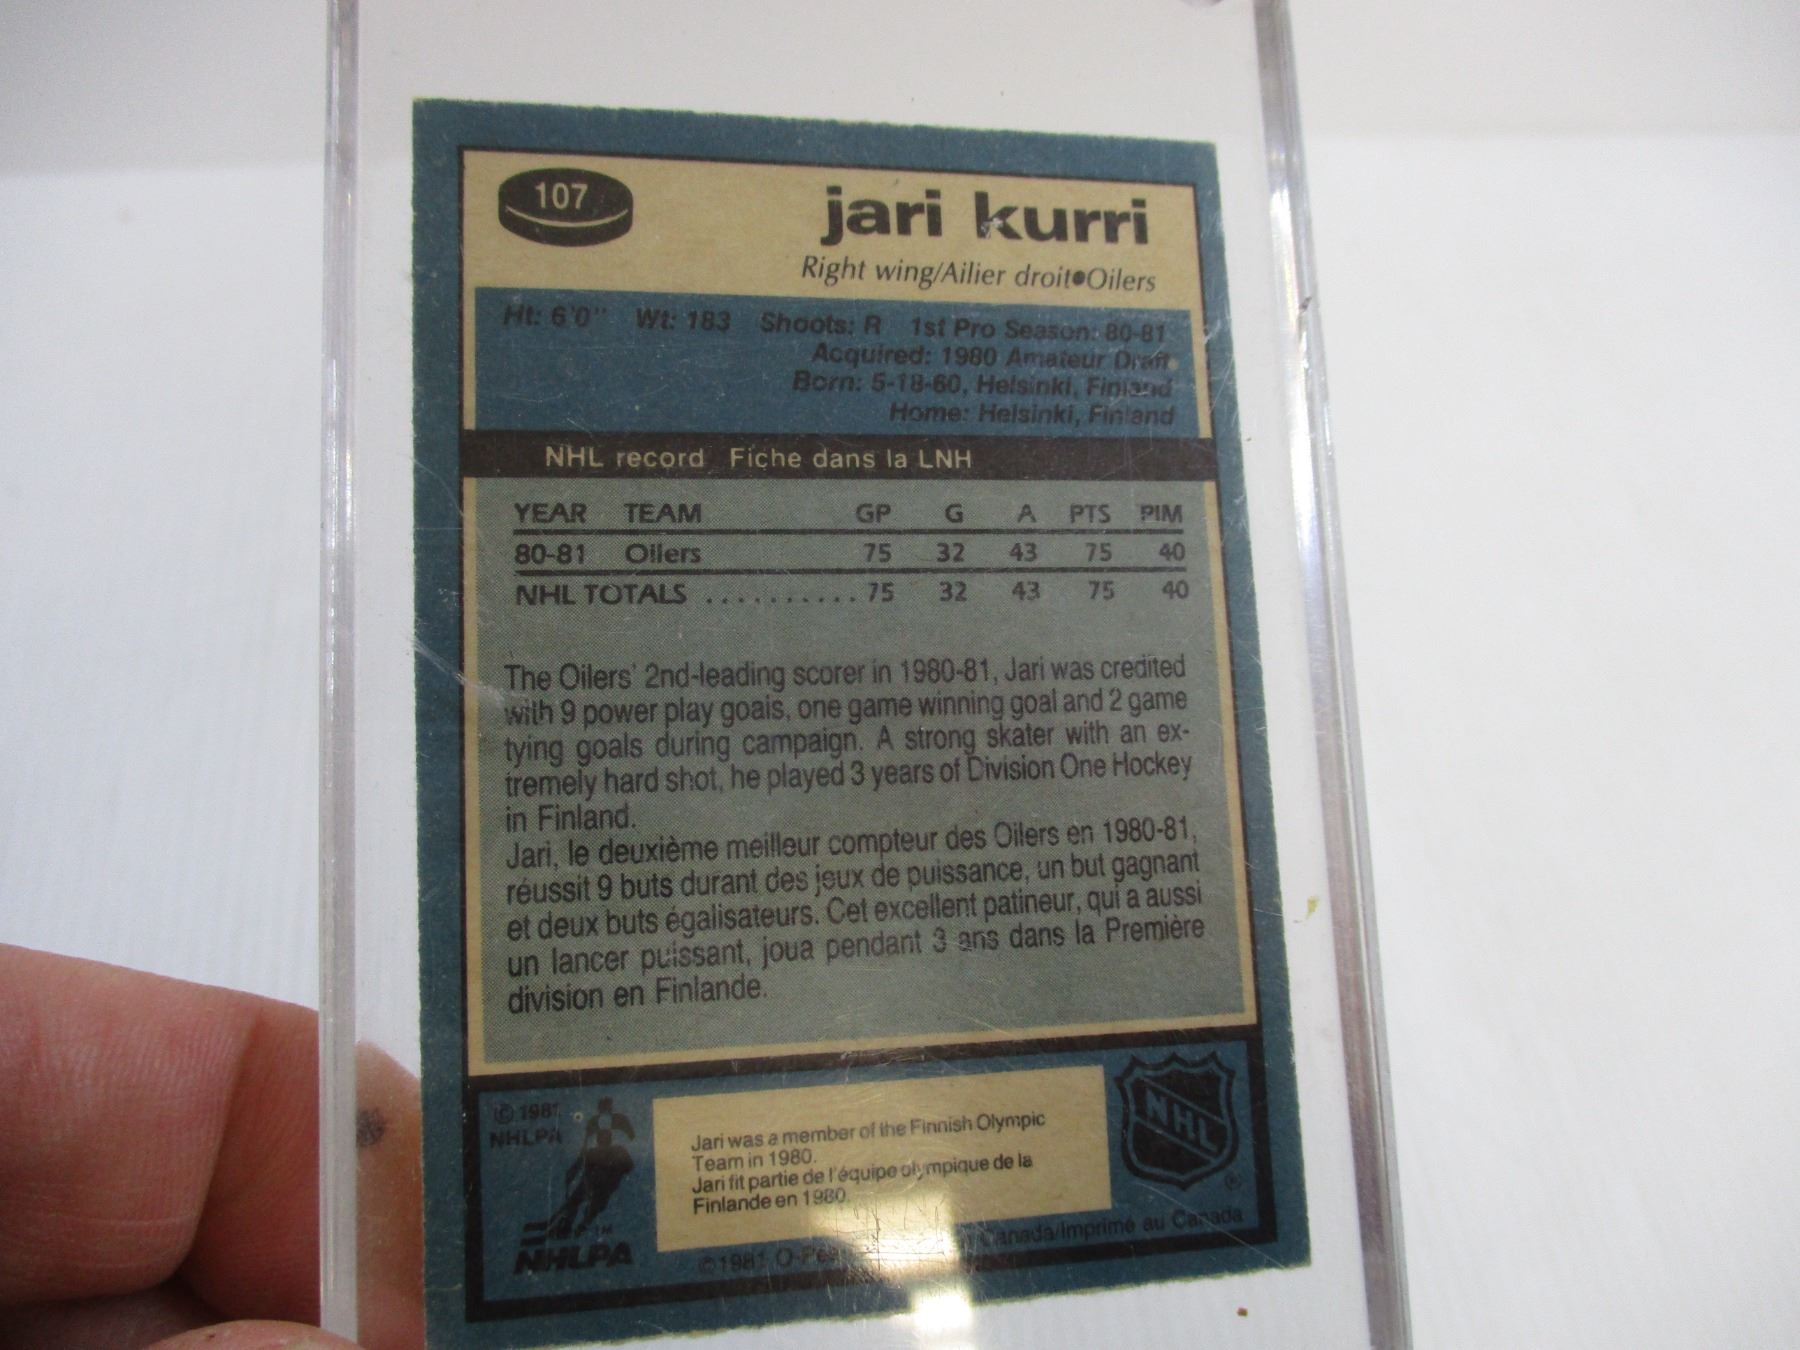 107
jari kurri
Right wing/Ailier droit•Oilers
Ht: 6'0" Wt: 183 Shoots: R 1st Pro Season: 80-81
Acquired: 1980 Amateur Draft
Born: 5-18-60, Helsinki, Finland
Home: Helsinki, Finland
NHL record Fiche dans la LNH
YEAR TEAM GP G A PTS PIM
80-81 Oilers 75 32 43 75 40
NHL TOTALS .......... 75 32 43 75 40
The Oilers' 2nd-leading scorer in 1980-81, Jari was credited
with 9 power play goals, one game winning goal and 2 game
tying goals during campaign. A strong skater with an ex-
tremely hard shot, he played 3 years of Division One Hockey
in Finland.
Jari, le deuxième meilleur compteur des Oilers en 1980-81,
réussit 9 buts durant des jeux de puissance, un but gagnant
et deux buts égalisateurs. Cet excellent patineur, qui a aussi
un lancer puissant, joua pendant 3 ans dans la Première
division en Finlande.
© 1981
NHLPA
Jari was a member of the Finnish Olympic
Team in 1980.
Jari fit partie de l'équipe olympique de la
Finlande en 1980.
NHL
®
TM
NHLPA
©1981 O-Pee Canada/Imprimé au Canada